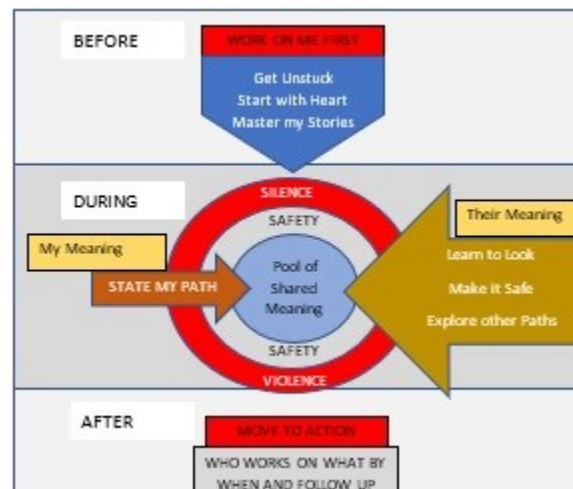 BEFORE
WORK ON ME FIRST
Get Unstuck
Start with Heart
Master my Stories
DURING
SILENCE
SAFETY
My Meaning
STATE MY PATH
Pool of
Shared
Meaning
Their Meaning
Learn to Look
Make it Safe
Explore other Paths
SAFETY
VIOLENCE
AFTER
MOVE TO ACTION
WHO WORKS ON WHAT BY
WHEN AND FOLLOW UP